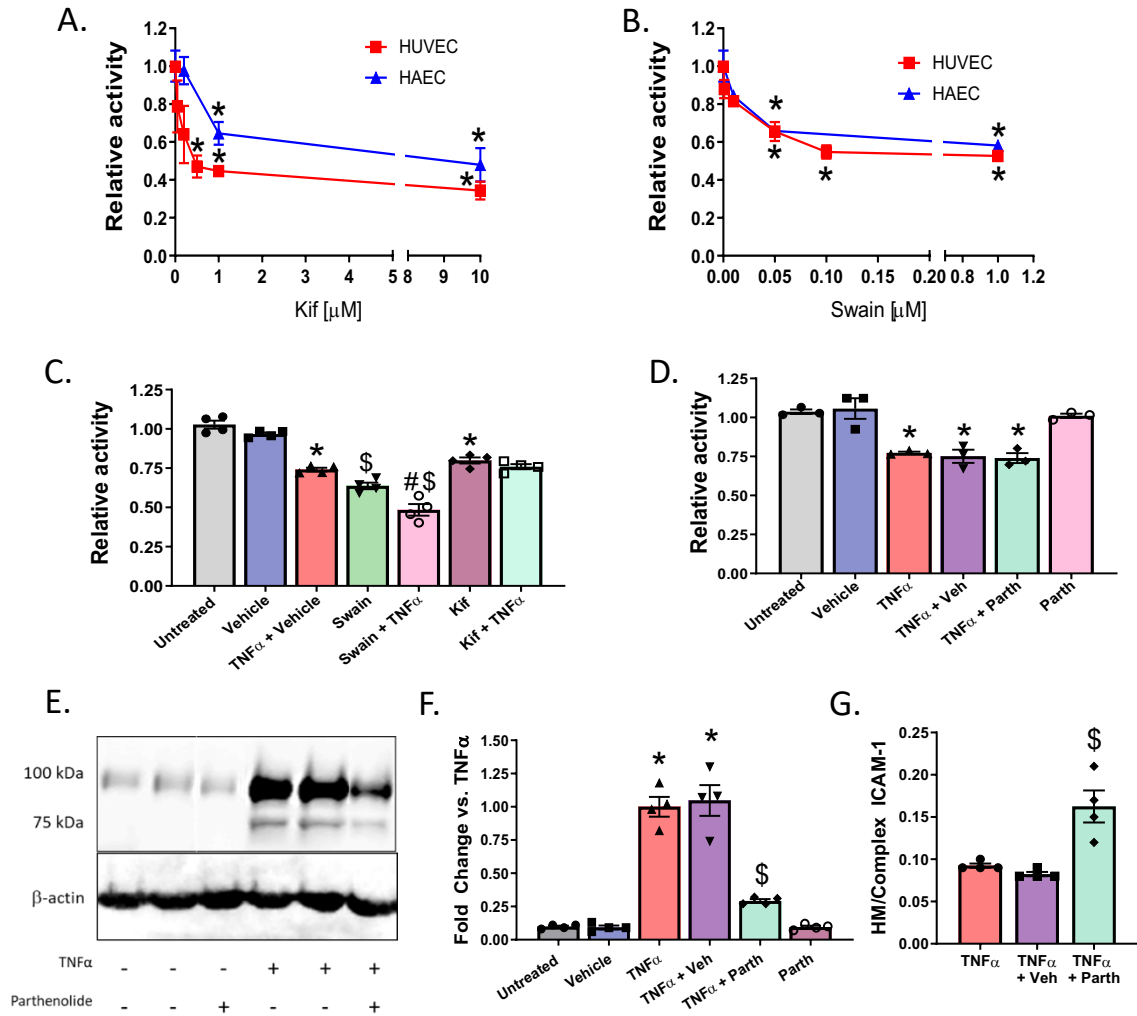 A.
Relative activity
1.2
1.0
0.8
0.6
0.4
0.2
0.0
HUVEC
HAEC
*
*
*
*
*
0 1 2 3 4 5 8 9 10
Kif [μM]
B.
Relative activity
1.2
1.0
0.8
0.6
0.4
0.2
0.0
HUVEC
HAEC
*
*
*
*
*
0.00 0.05 0.10 0.15 0.20 0.8 1.0 1.2
Swain [μM]
C.
Relative activity
1.25
1.00
0.75
0.50
0.25
0.00
* $ #$ *
Untreated
Vehicle
TNFα + Vehicle
Swain
Swain + TNFα
Kif
Kif + TNFα
D.
Relative activity
1.25
1.00
0.75
0.50
0.25
0.00
* * *
Untreated
Vehicle
TNFα
TNFα + Veh
TNFα + Parth
Parth
E.
100 kDa
75 kDa
β-actin
TNFα - - - + + +
Parthenolide - - + - - +
F.
Fold Change vs. TNFα
1.50
1.25
1.00
0.75
0.50
0.25
0.00
* * $
Untreated
Vehicle
TNFα
TNFα + Veh
TNFα + Parth
Parth
G.
HM/Complex ICAM-1
0.25
0.20
0.15
0.10
0.05
0.00
$
TNFα
TNFα
+ Veh
TNFα
+ Parth